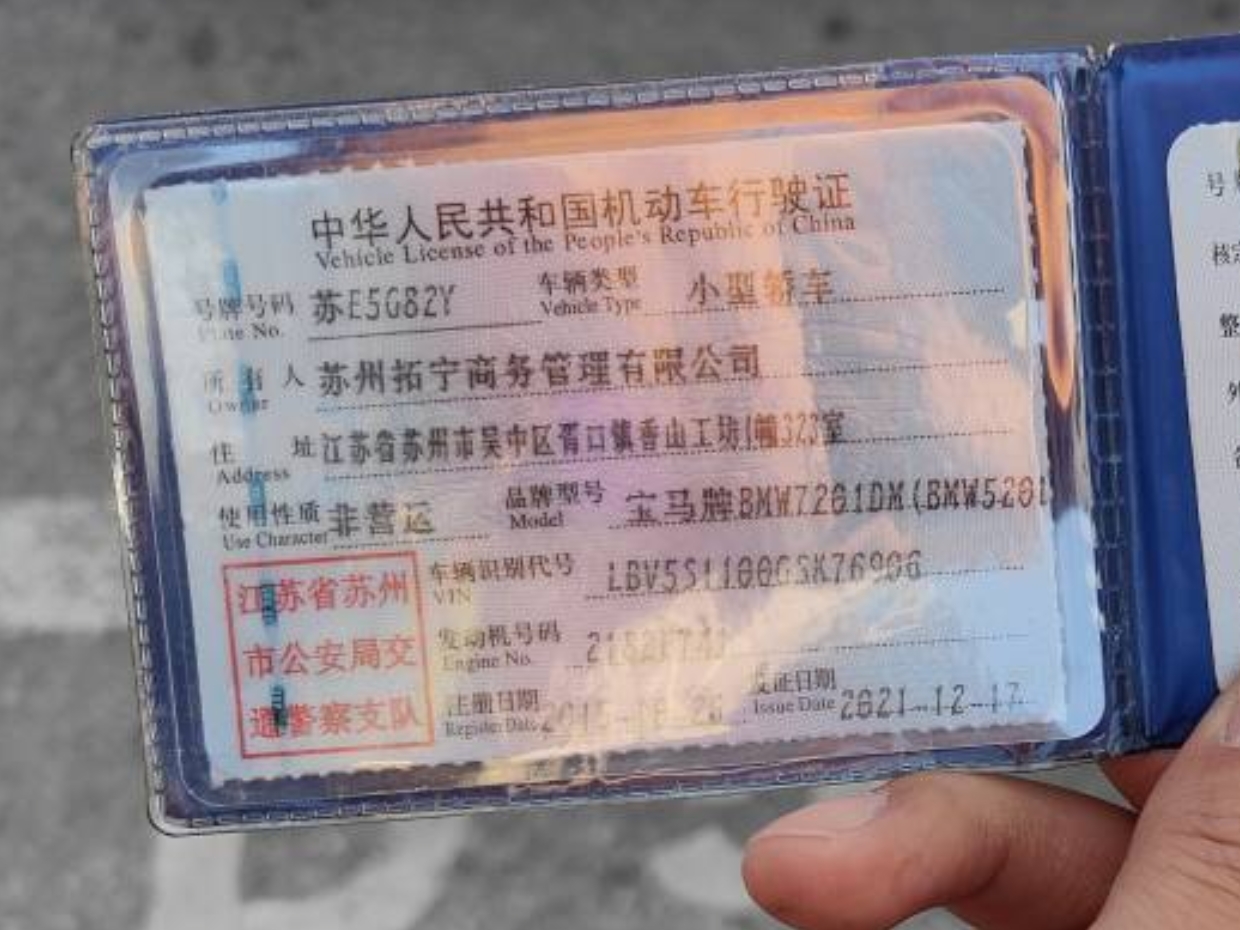 中华人民共和国机动车行驶证
Vehicle License of the People's Republic of China
号牌号码 苏E5G82Y 车辆类型 小型轿车
Plate No. Vehicle Type
所有人 苏州拓宁商务管理有限公司
Owner
住址 江苏省苏州市吴中区胥口镇香山工坊1幢323室
Address
使用性质 非营运 品牌型号 宝马牌BMW7201DM(BMW520I
Use Character Model
江苏省苏州 车辆识别代号
VIN
市公安局交 发动机号码
Engine No.
通警察支队 注册日期 发证日期 2021-12-17
Register Date Issue Date
号
核定
整
外